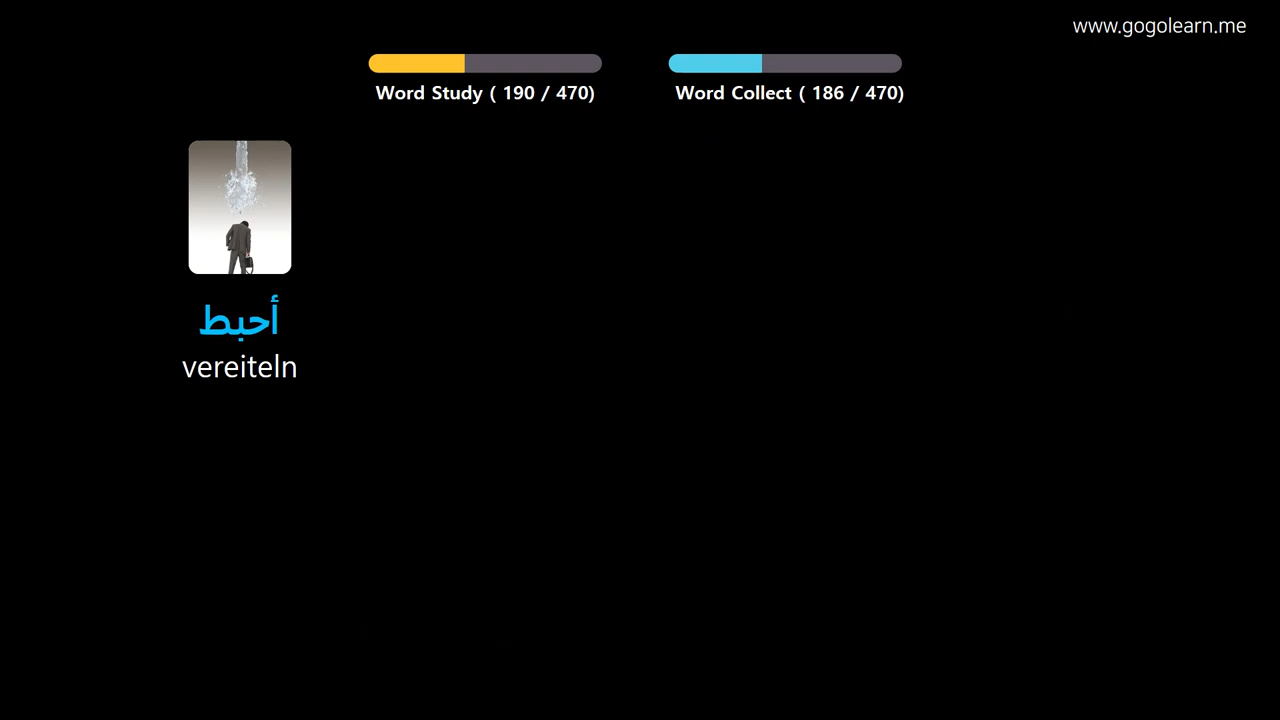 www.gogolearn.me
Word Study ( 190 / 470)
Word Collect ( 186 / 470)
أحبط
vereiteln